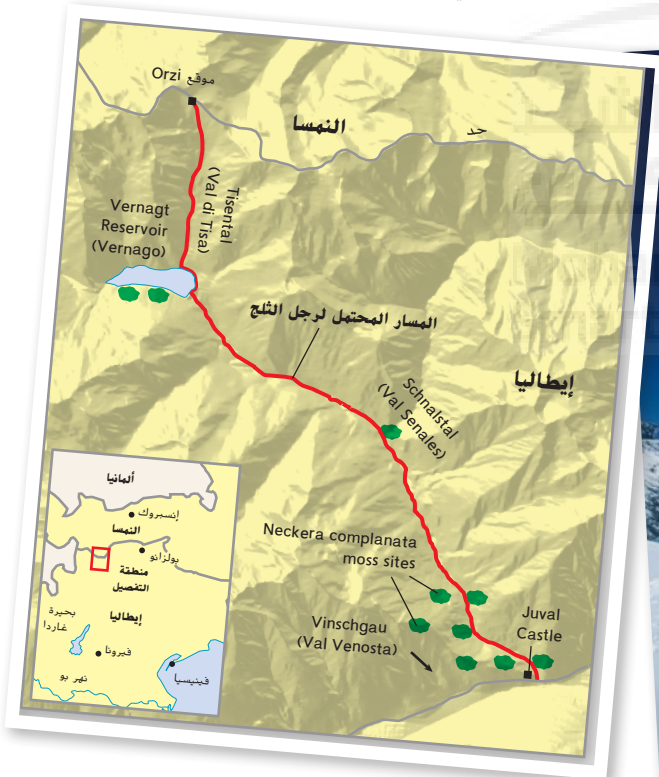 موقع Orzi
النمسا
حد
Tisental
(Val di Tisa)
Vernagt
Reservoir
(Vernago)
المسار المحتمل لرجل الثلج
إيطاليا
Schnalstal
(Val Senales)
Neckera complanata
moss sites
Vinschgau
(Val Venosta)
Juval
Castle
ألمانيا
إنسبروك
النمسا
بولزانو
منطقة
التفصيل
إيطاليا
بحيرة
غاردا
فيرونا
فينيسيا
نهر بو